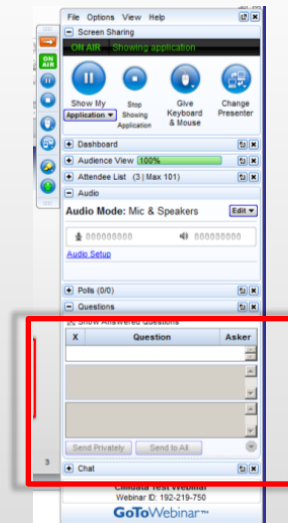 File Options View Help
Screen Sharing
ON AIR Showing application
ON AIR
Show My
Application
Stop
Showing
Application
Give
Keyboard
& Mouse
Change
Presenter
Dashboard
Audience View 100%
Attendee List (3 | Max 101)
Audio
Audio Mode: Mic & Speakers Edit
Audio Setup
Polls (0/0)
Questions
Show Answered Questions
X Question Asker
Send Privately Send to All
3
Chat
Test Webinar
Webinar ID: 192-219-750
GoToWebinar™